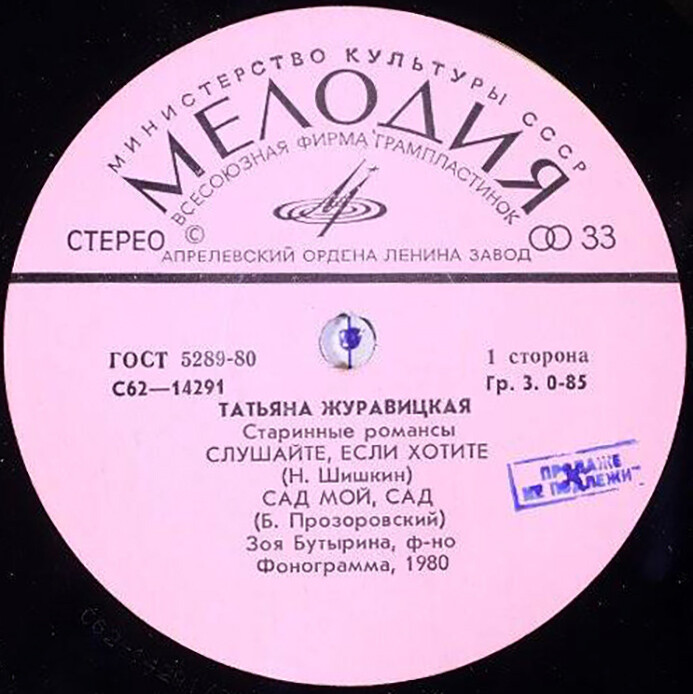 МИНИСТЕРСТВО КУЛЬТУРЫ СССР
МЕЛОДИЯ
ВСЕСОЮЗНАЯ ФИРМА ГРАМПЛАСТИНОК
СТЕРЕО © 33
АПРЕЛЕВСКИЙ ОРДЕНА ЛЕНИНА ЗАВОД
ГОСТ 5289-80 1 сторона
С62—14291 Гр. 3. 0-85
ТАТЬЯНА ЖУРАВИЦКАЯ
Старинные романсы
СЛУШАЙТЕ, ЕСЛИ ХОТИТЕ
(Н. Шишкин)
САД МОЙ, САД
(Б. Прозоровский)
Зоя Бутырина, ф-но
Фонограмма, 1980
ПРОДАЖЕ
НЕ ПОДЛЕЖИТ